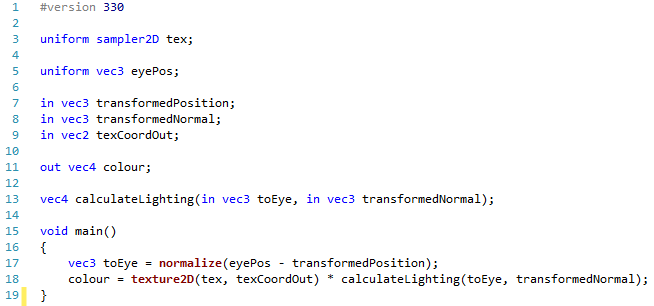 1 #version 330
2
3 uniform sampler2D tex;
4
5 uniform vec3 eyePos;
6
7 in vec3 transformedPosition;
8 in vec3 transformedNormal;
9 in vec2 texCoordOut;
10
11 out vec4 colour;
12
13 vec4 calculateLighting(in vec3 toEye, in vec3 transformedNormal);
14
15 void main()
16 {
17     vec3 toEye = normalize(eyePos - transformedPosition);
18     colour = texture2D(tex, texCoordOut) * calculateLighting(toEye, transformedNormal);
19 }